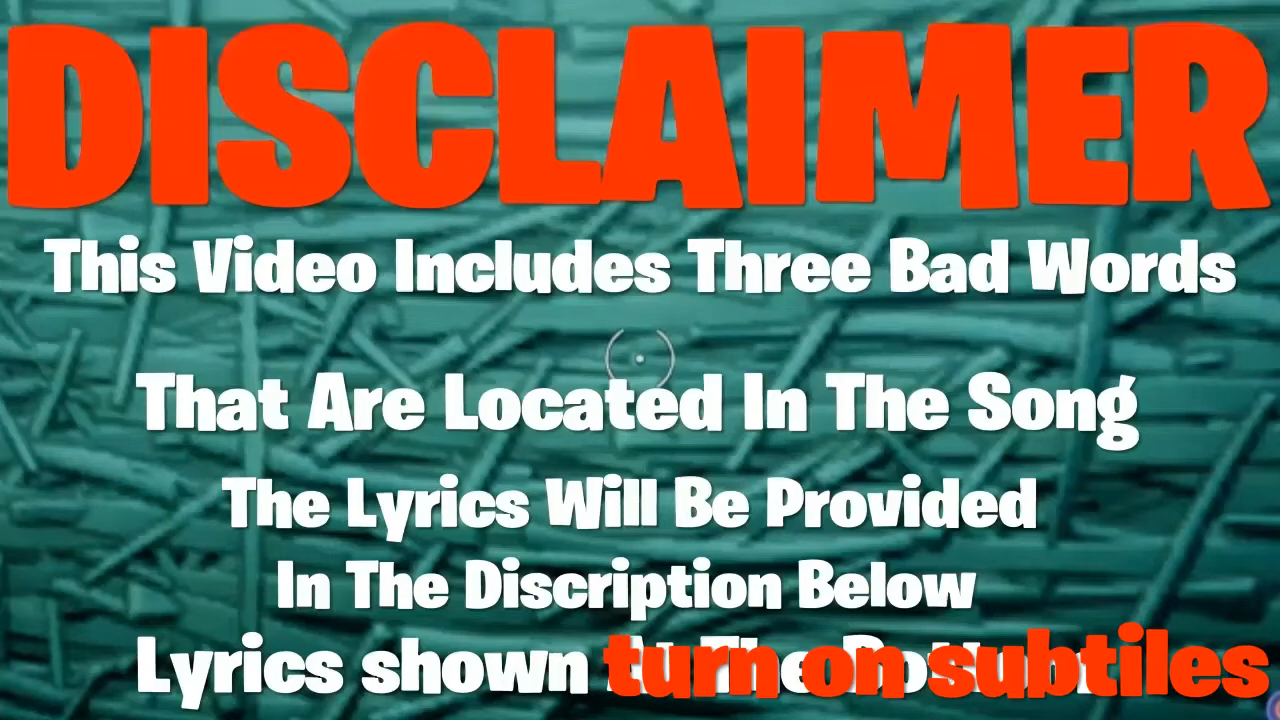 DISCLAIMER
This Video Includes Three Bad Words
That Are Located In The Song
The Lyrics Will Be Provided
In The Discription Below
Lyrics shown The
turn on subtiles